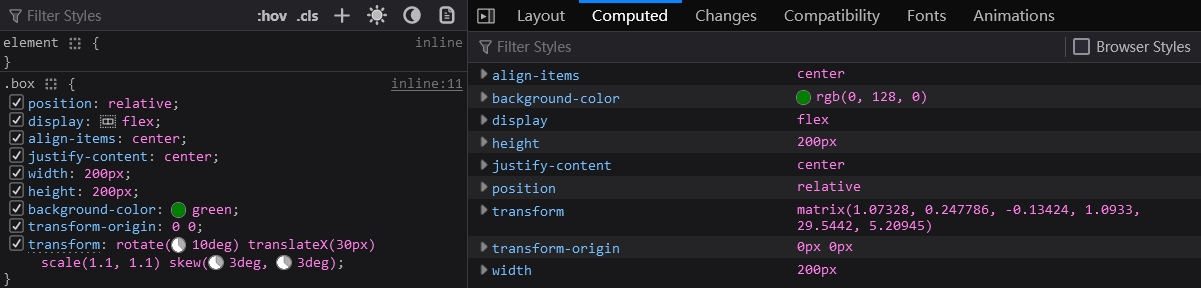 Filter Styles :hov .cls +
element { inline
}
.box { inline:11
position: relative;
display: flex;
align-items: center;
justify-content: center;
width: 200px;
height: 200px;
background-color: green;
transform-origin: 0 0;
transform: rotate( 10deg) translateX(30px)
scale(1.1, 1.1) skew( 3deg, 3deg);
}
Layout Computed Changes Compatibility Fonts Animations
Filter Styles Browser Styles
align-items center
background-color rgb(0, 128, 0)
display flex
height 200px
justify-content center
position relative
transform matrix(1.07328, 0.247786, -0.13424, 1.0933,
29.5442, 5.20945)
transform-origin 0px 0px
width 200px